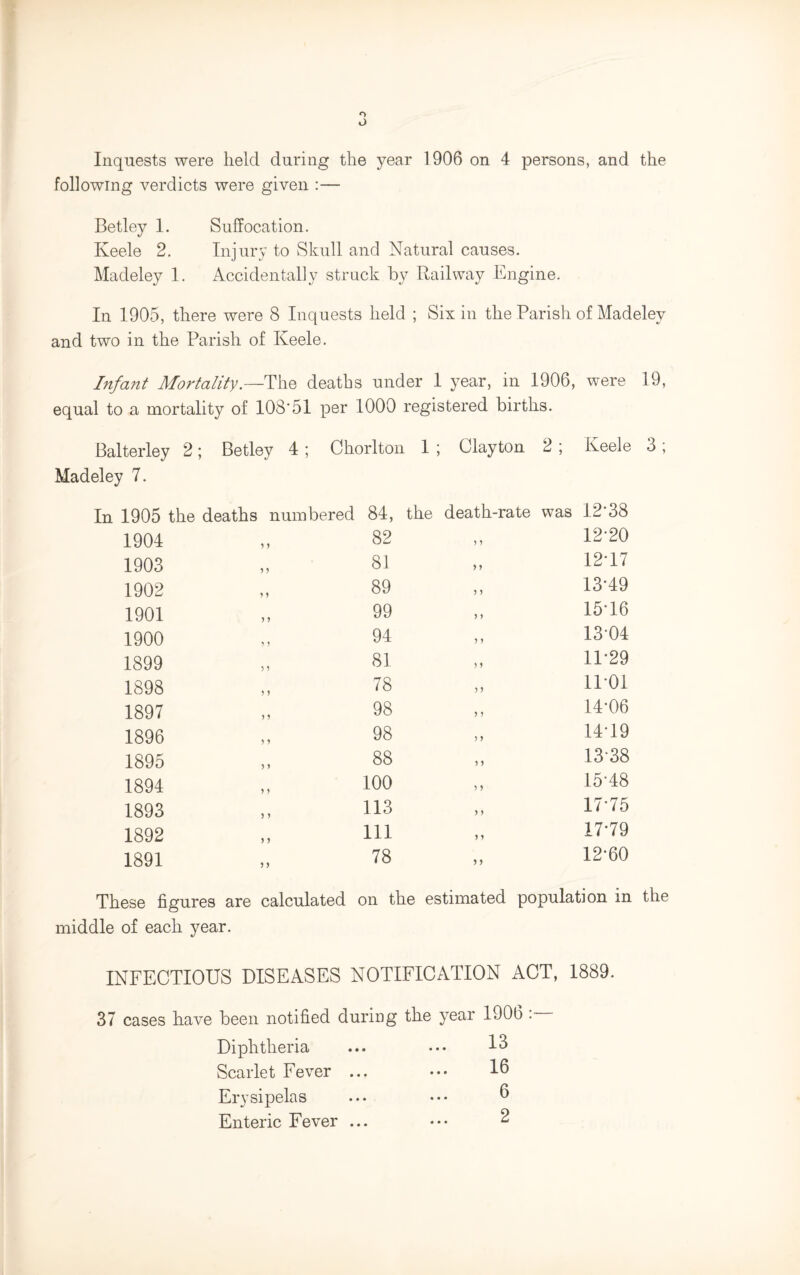 3
Inquests were held during the year 1906 on 4 persons, and the
following verdicts were given :—
Betley 1. Suffocation.
Keele 2. Injury to Skull and Natural causes.
Madeley 1. Accidentally struck by Railway Engine.
In 1905, there were 8 Inquests held ; Six in the Parish of Madeley
and two in the Parish of Keele.
Infant Mortality.—The deaths under 1 year, in 1906, were 19,
equal to a mortality of 108·51 per 1000 registered births.
Balterley 2 ; Betley 4 ; Chorlton 1 ; Clayton 2 ; Keele 3 ;
Madeley 7.
In 1905 the deaths numbered 84, the death-rate was 12·38
1904 ,, 82 ,, 12·20
1903 ,, 81 ,, 12·17
1902 ,, 89 ,, 13·49
1901 ,, 99 ,, 15·16
1900 ,, 94 ,, 13·04
1899 ,, 81 ,, 11·29
1898 ,, 78 ,, 11·01
1897 ,, 98 ,, 14·06
1896 ,, 98 ,, 14·19
1895 ,, 88 ,, 13·38
1894 ,, 100 ,, 15·48
1893 ,, 113 ,, 17·75
1892 ,, 111 ,, 17·79
1891 ,, 78 ,, 12·60
These figures are calculated on the estimated population in the
middle of each year.
INFECTIOUS DISEASES NOTIFICATION ACT, 1889.
37 cases have been notified during the year 1906 :—
Diphtheria ... ... 13
Scarlet Fever ... ... 16
Erysipelas ... ... 6
Enteric Fever ... ... 2